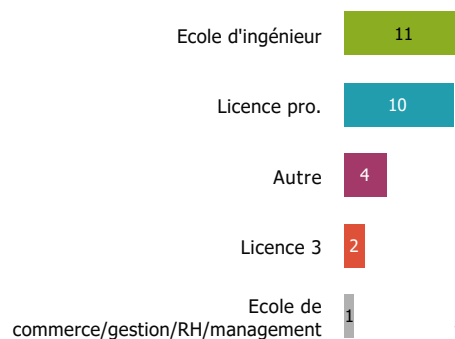 Ecole d'ingénieur 11
Licence pro. 10
Autre 4
Licence 3 2
Ecole de
commerce/gestion/RH/management 1